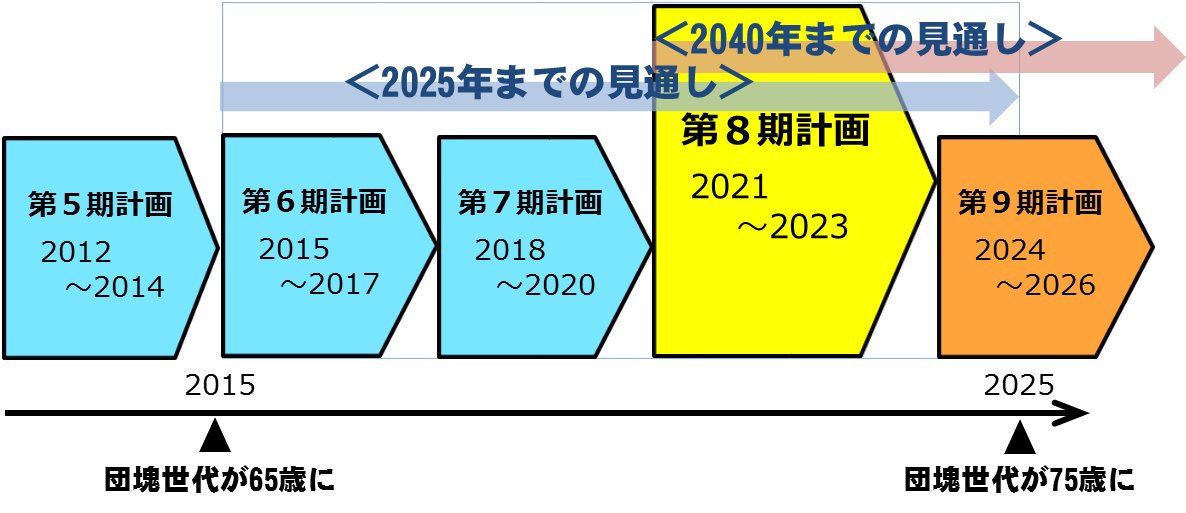 ＜2040年までの見通し＞
＜2025年までの見通し＞
第５期計画
2012
～2014
第６期計画
2015
～2017
第７期計画
2018
～2020
第８期計画
2021
～2023
第９期計画
2024
～2026
2015
2025
団塊世代が65歳に
団塊世代が75歳に